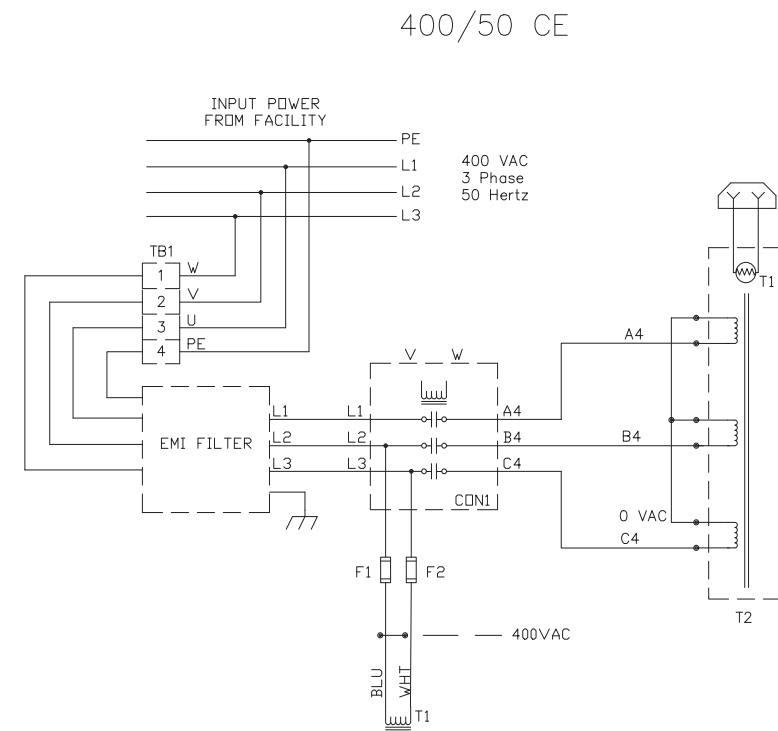 400/50 CE
INPUT POWER
FROM FACILITY
PE
L1
L2
L3
400 VAC
3 Phase
50 Hertz
TB1
1 W
2 V
3 U
4 PE
T1
A4
V W
EMI FILTER
L1 L1 A4
L2 L2 B4 B4
L3 L3 C4
CON1
0 VAC
C4
F1 F2
T2
400VAC
BLU
WHT
T1